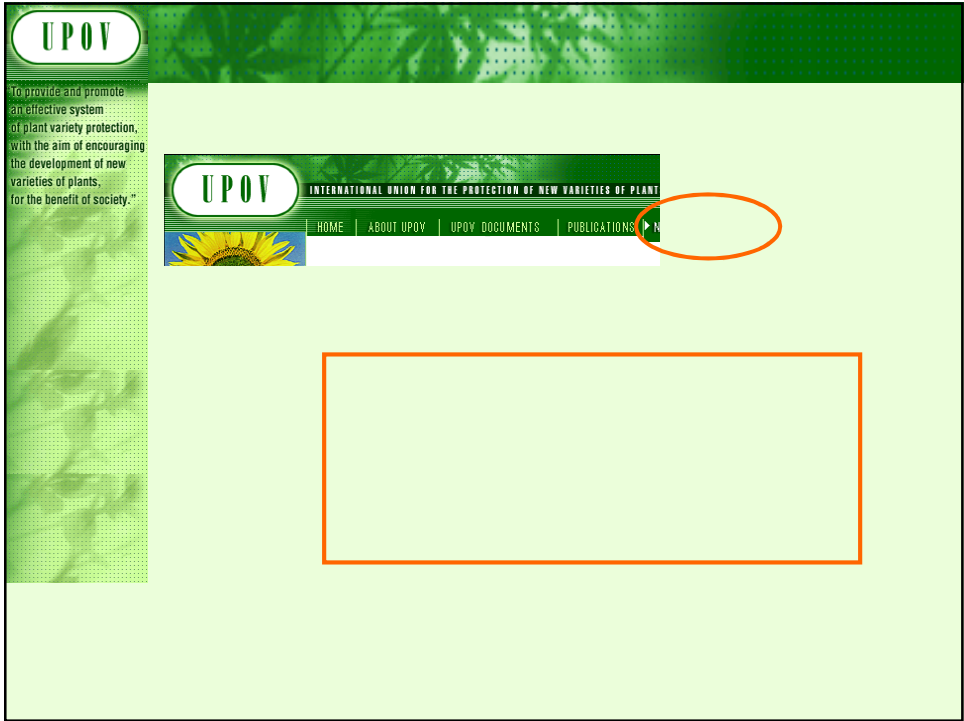 UPOV
"To provide and promote
an effective system
of plant variety protection,
with the aim of encouraging
the development of new
varieties of plants,
for the benefit of society."
UPOV
INTERNATIONAL UNION FOR THE PROTECTION OF NEW VARIETIES OF PLANT
HOME ABOUT UPOV UPOV DOCUMENTS PUBLICATIONS N